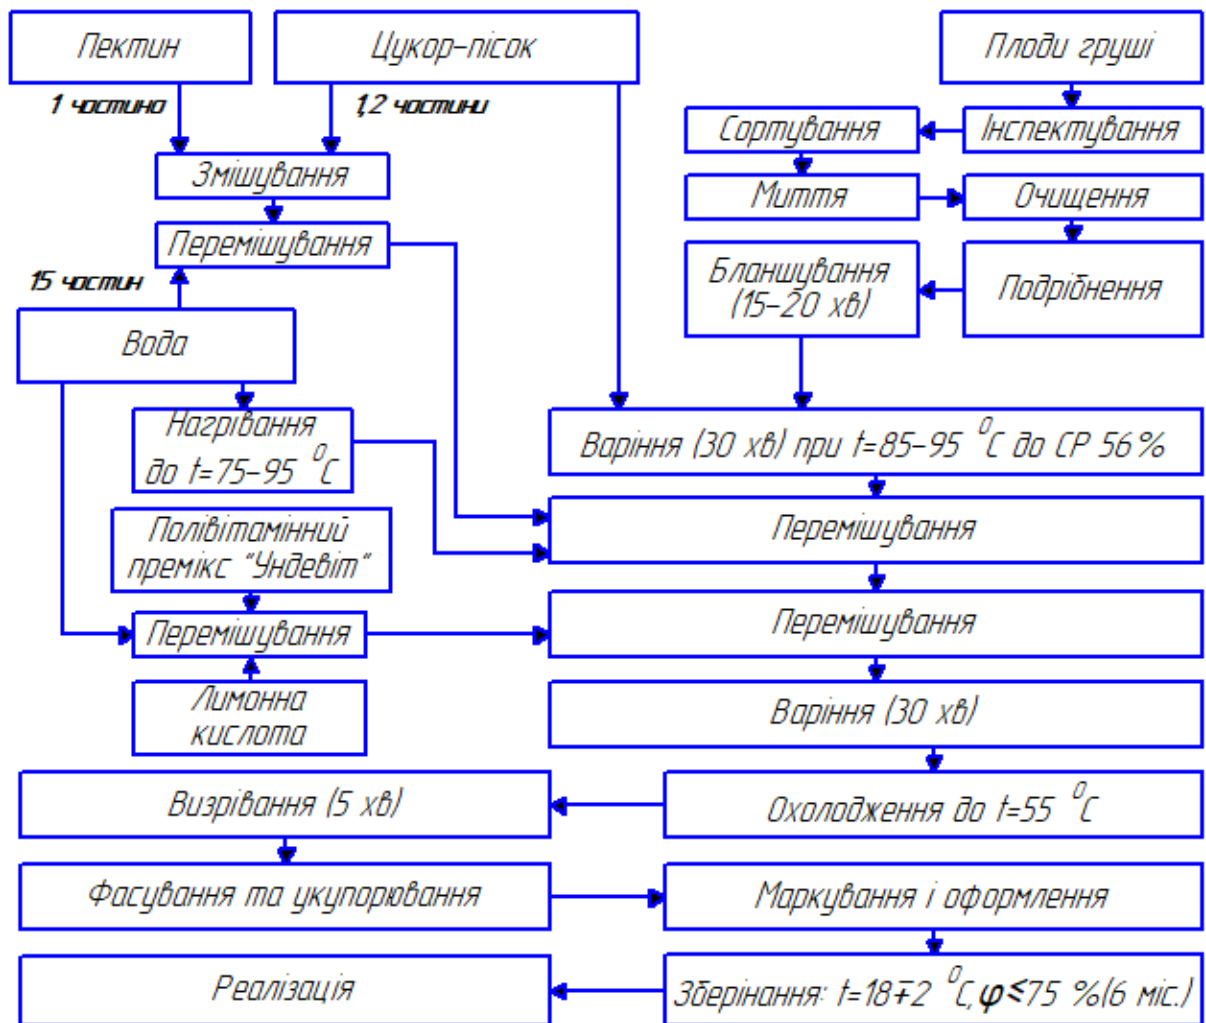 Пектин
Цукор-пісок
Плоди груші
1 частина
1,2 частини
Сортування
Інспектування
Змішування
Миття
Очищення
Перемішування
15 частин
Бланшування
(15-20 хв)
Подрібнення
Вода
Нагрівання
до t=75-95 °C
Варіння (30 хв) при t=85-95 °C до СР 56%
Полівітамінний
премікс "Ундевіт"
Перемішування
Перемішування
Перемішування
Лимонна
кислота
Варіння (30 хв)
Визрівання (5 хв)
Охолодження до t=55 °C
Фасування та укупорювання
Маркування і оформлення
Реалізація
Зберінання: t=18∓2 °C, φ≤75 %(6 міс.)